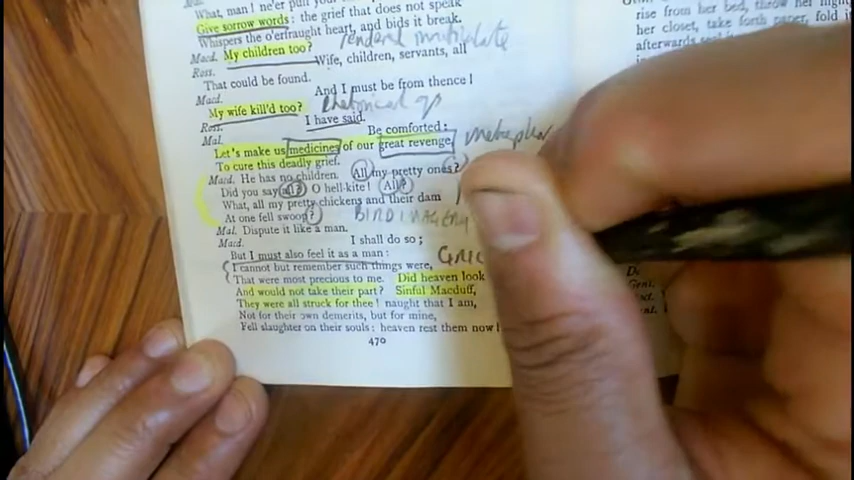 What, man! ne'er pull your
Give sorrow words: the grief that does not speak
Whispers the o'erfraught heart, and bids it break.
Macd. My children too?
rendered
Ross. Wife, children, servants, all
That could be found.
Macd. And I must be from thence!
My wife kill'd too?
rhetorical qs
Ross. I have said.
Mal. Be comforted:
Let's make us medicines of our great revenge,
metaphor
To cure this deadly grief.
Macd. He has no children. All my pretty ones?
Did you say all? O hell-kite! All?
What, all my pretty chickens and their dam
At one fell swoop?
BIRD IMAGERY
Mal. Dispute it like a man.
Macd. I shall do so;
But I must also feel it as a man:
I cannot but remember such things were,
That were most precious to me. Did heaven look
And would not take their part? Sinful Macduff,
They were all struck for thee! naught that I am,
Not for their own demerits, but for mine,
Fell slaughter on their souls: heaven rest them now
470
rise from her bed, throw her
her closet, take forth paper, fold
afterwards